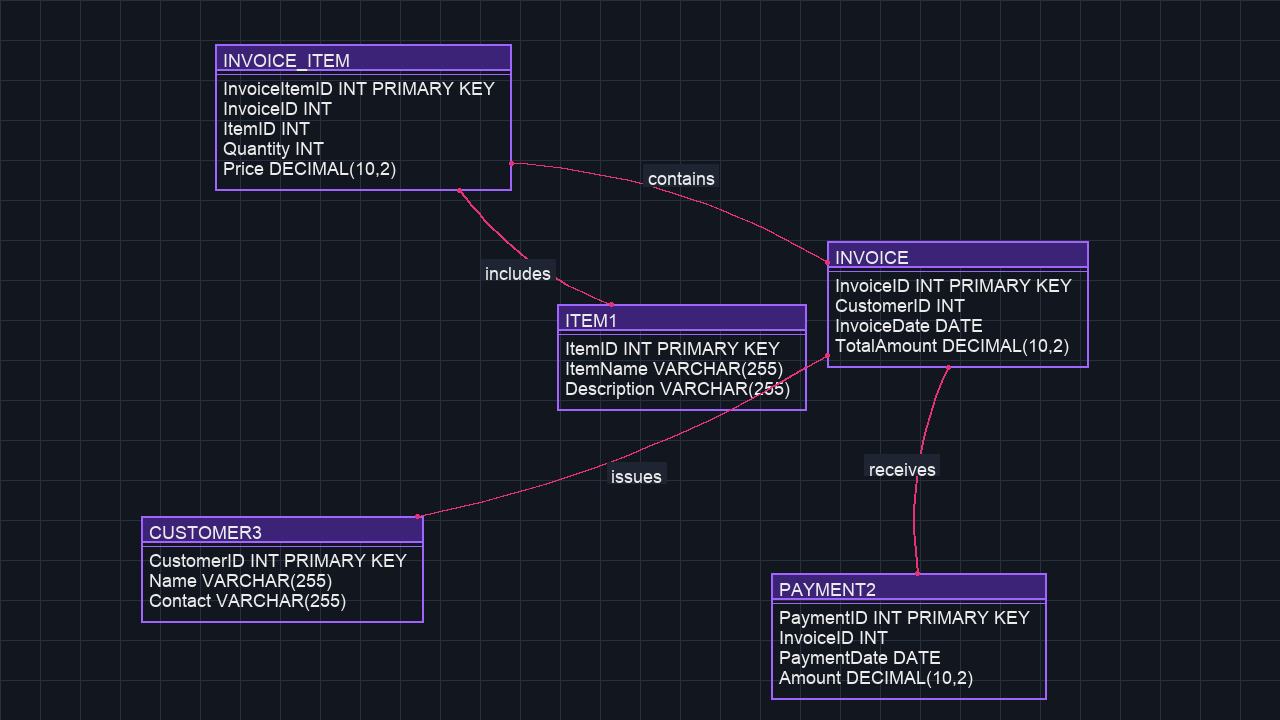 INVOICE_ITEM
InvoiceItemID INT PRIMARY KEY
InvoiceID INT
ItemID INT
Quantity INT
Price DECIMAL(10,2)
contains
includes
INVOICE
InvoiceID INT PRIMARY KEY
CustomerID INT
InvoiceDate DATE
TotalAmount DECIMAL(10,2)
ITEM1
ItemID INT PRIMARY KEY
ItemName VARCHAR(255)
Description VARCHAR(255)
issues
receives
CUSTOMER3
CustomerID INT PRIMARY KEY
Name VARCHAR(255)
Contact VARCHAR(255)
PAYMENT2
PaymentID INT PRIMARY KEY
InvoiceID INT
PaymentDate DATE
Amount DECIMAL(10,2)